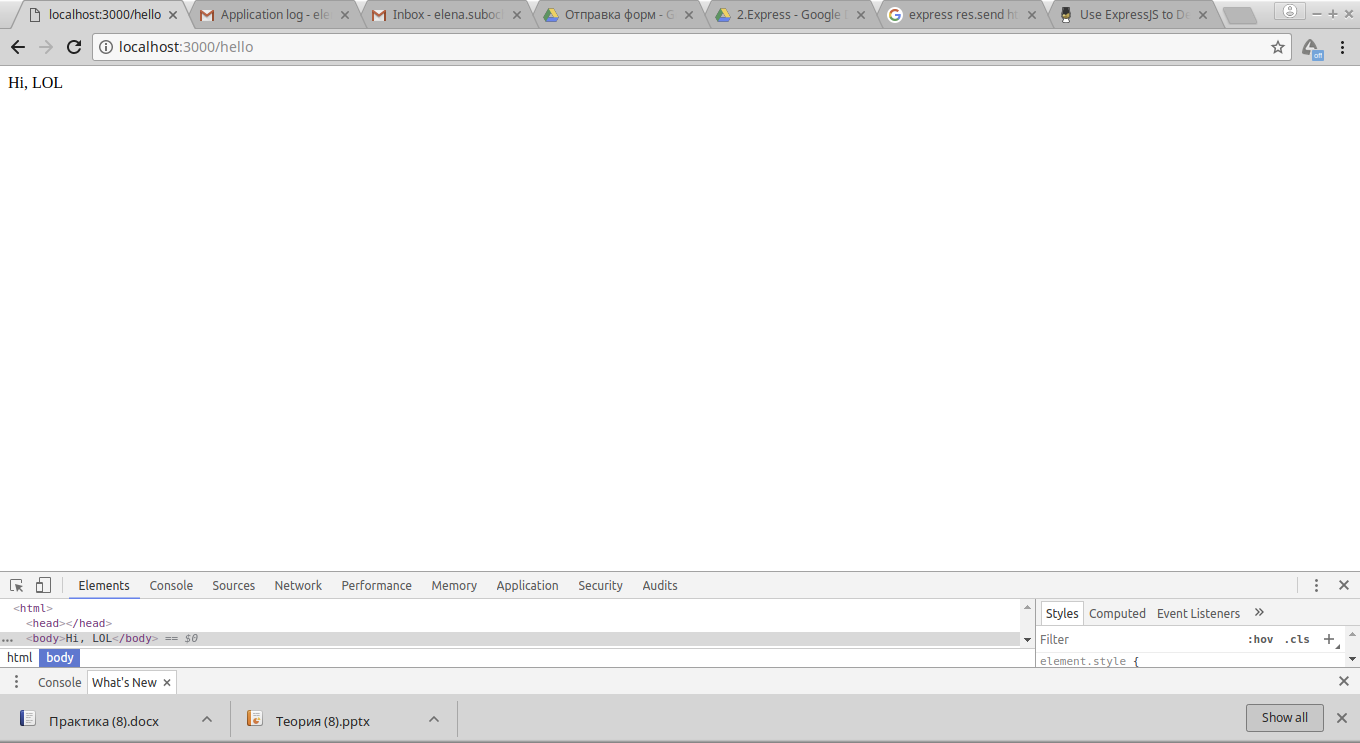 localhost:3000/hello
Application log - ele
Inbox - elena.suboc
Отправка форм - G
2.Express - Google
express res.send ht
Use ExpressJS to De
localhost:3000/hello
off
Hi, LOL
Elements Console Sources Network Performance Memory Application Security Audits
<html>
<head></head>
... <body>Hi, LOL</body> == $0
html body
Styles Computed Event Listeners »
Filter :hov .cls +
element.style {
Console What's New
Практика (8).docx
Теория (8).pptx
Show all